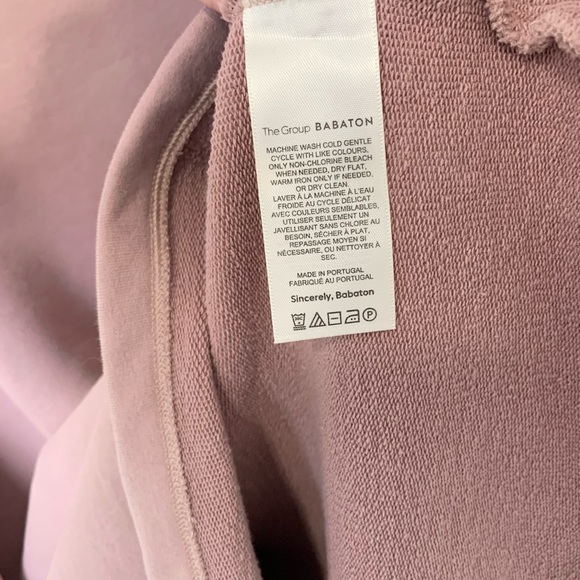 The Group BABATON
MACHINE WASH COLD GENTLE
CYCLE WITH LIKE COLOURS,
ONLY NON-CHLORINE BLEACH
WHEN NEEDED, DRY FLAT,
WARM IRON ONLY IF NEEDED,
OR DRY CLEAN.
LAVER À LA MACHINE À L'EAU
FROIDE AU CYCLE DÉLICAT
AVEC COULEURS SEMBLABLES,
UTILISER SEULEMENT UN
JAVELLISANT SANS CHLORE AU
BESOIN, SÉCHER À PLAT,
REPASSAGE MOYEN SI
NÉCESSAIRE, OU NETTOYER À
SEC.
MADE IN PORTUGAL
FABRIQUÉ AU PORTUGAL
Sincerely, Babaton
30C P